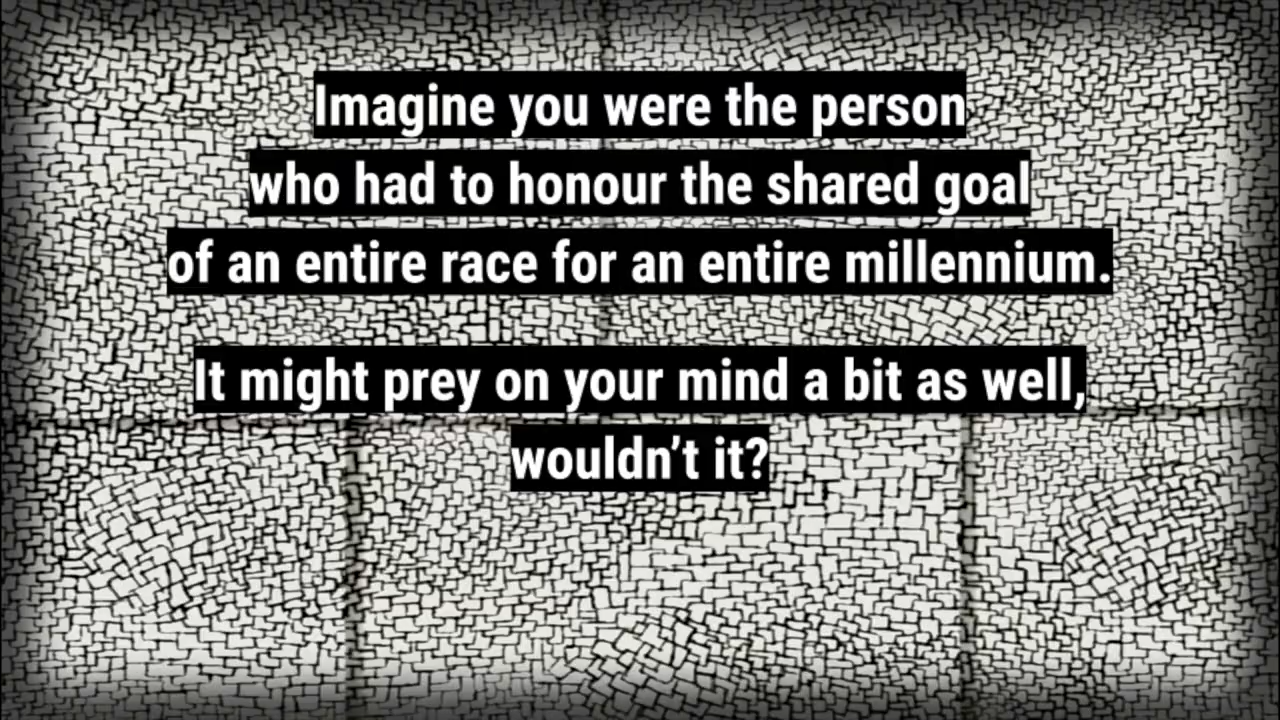 Imagine you were the person
who had to honour the shared goal
of an entire race for an entire millennium.
It might prey on your mind a bit as well,
wouldn’t it?